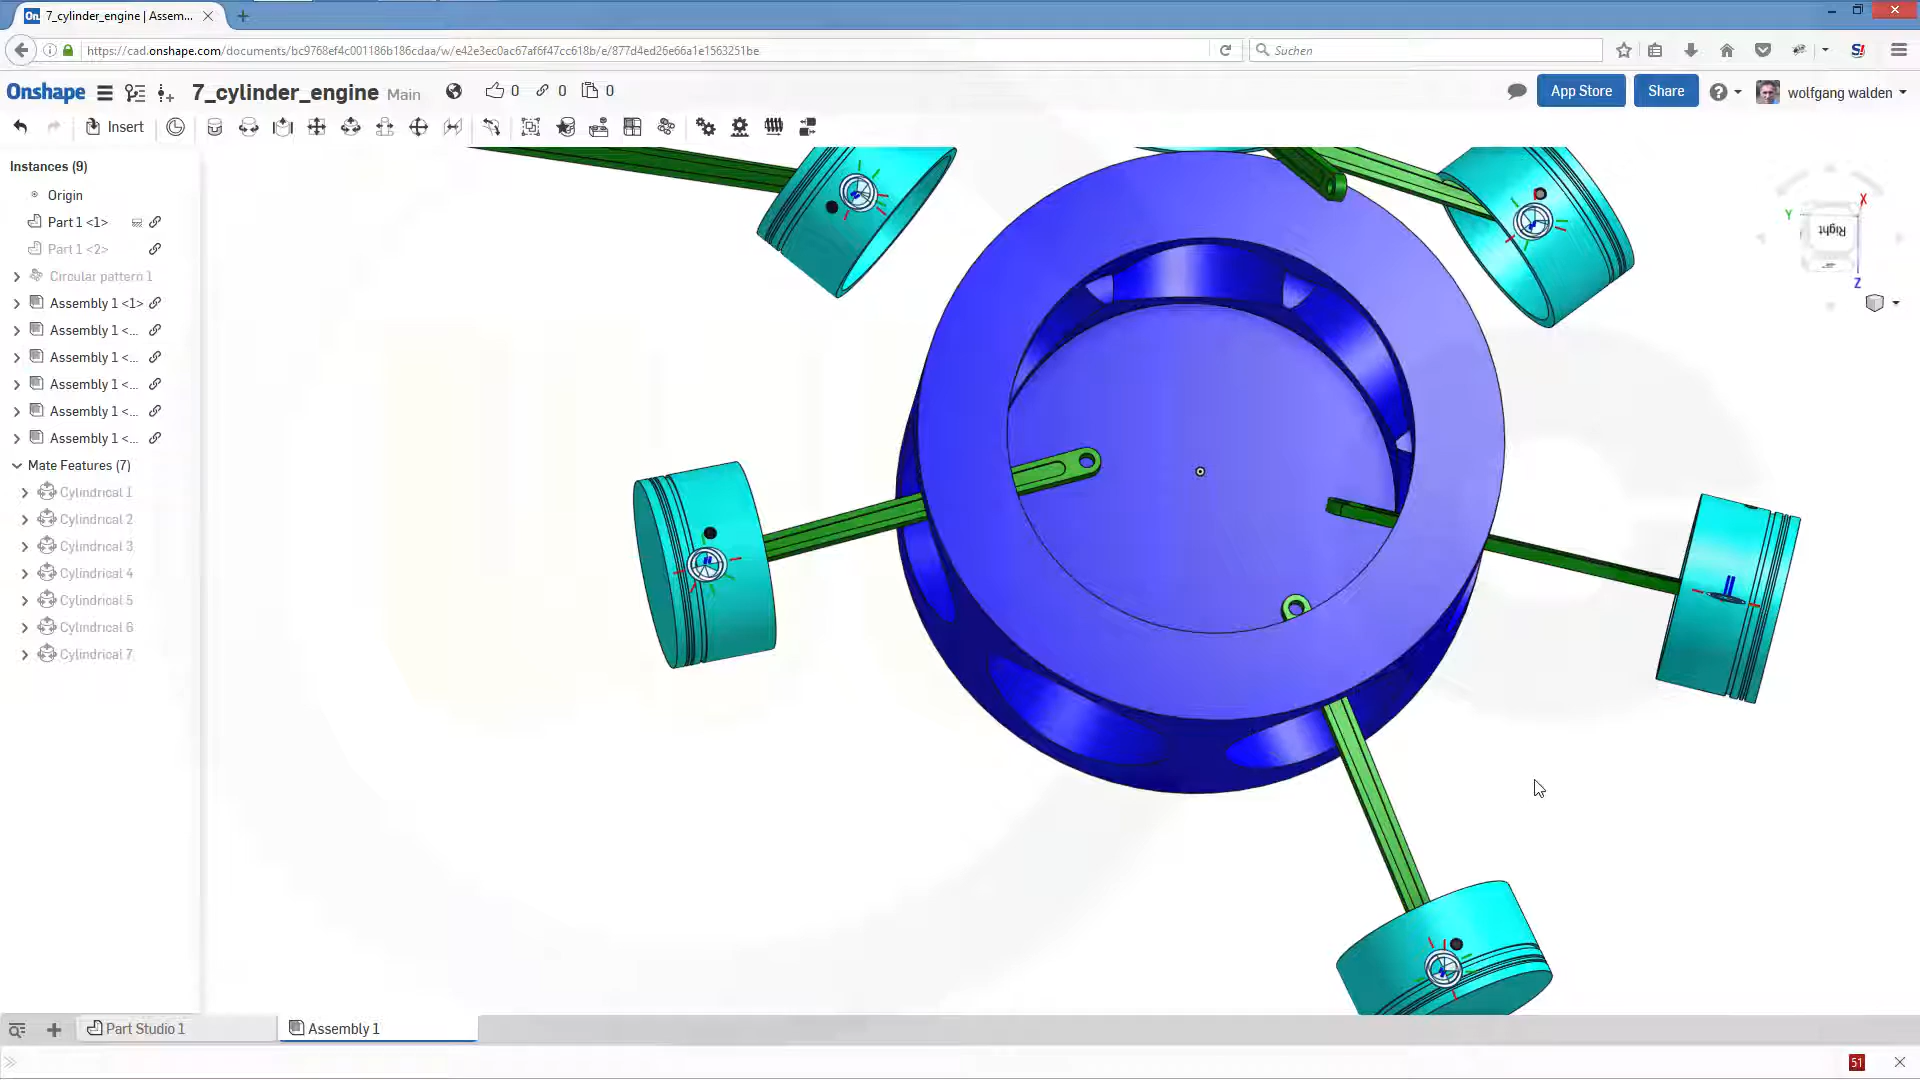 7_cylinder_engine | Assem...
https://cad.onshape.com/documents/bc9768ef4c001186b186cdaa/w/e42e3ec0ac67af6f47cc618b/e/877d4ed26e66a1e1563251be
Suchen
Onshape
7_cylinder_engine Main
0 0 0
App Store
Share
wolfgang walden
Insert
Instances (9)
Origin
Part 1 <1>
Part 1 <2>
Circular pattern 1
Assembly 1 <1>
Assembly 1 <...
Assembly 1 <...
Assembly 1 <...
Assembly 1 <...
Assembly 1 <...
Mate Features (7)
Cylindrical 1
Cylindrical 2
Cylindrical 3
Cylindrical 4
Cylindrical 5
Cylindrical 6
Cylindrical 7
X
Y
Right
Z
Part Studio 1
Assembly 1
51